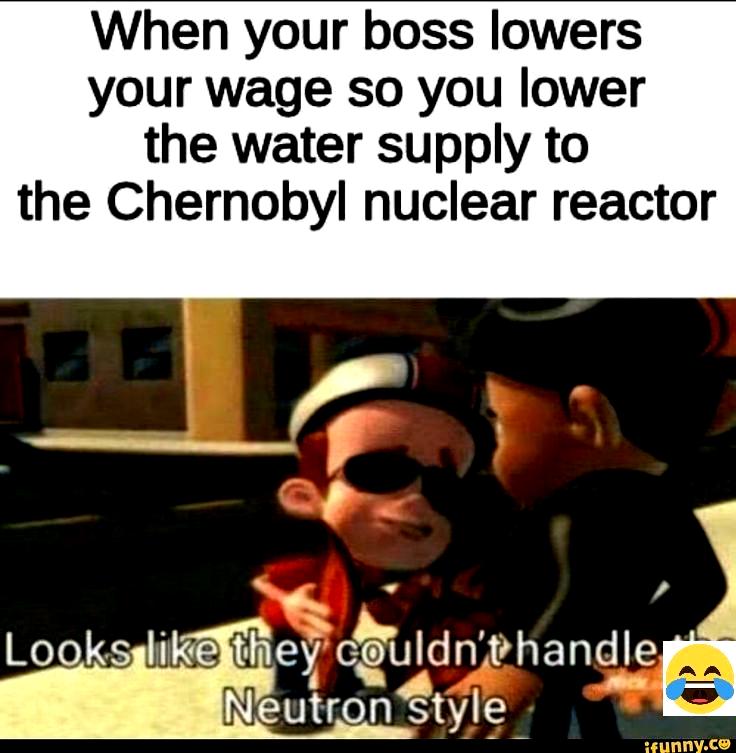 When your boss lowers
your wage so you lower
the water supply to
the Chernobyl nuclear reactor
Looks like they couldn't handle
Neutron style
ifunny.co